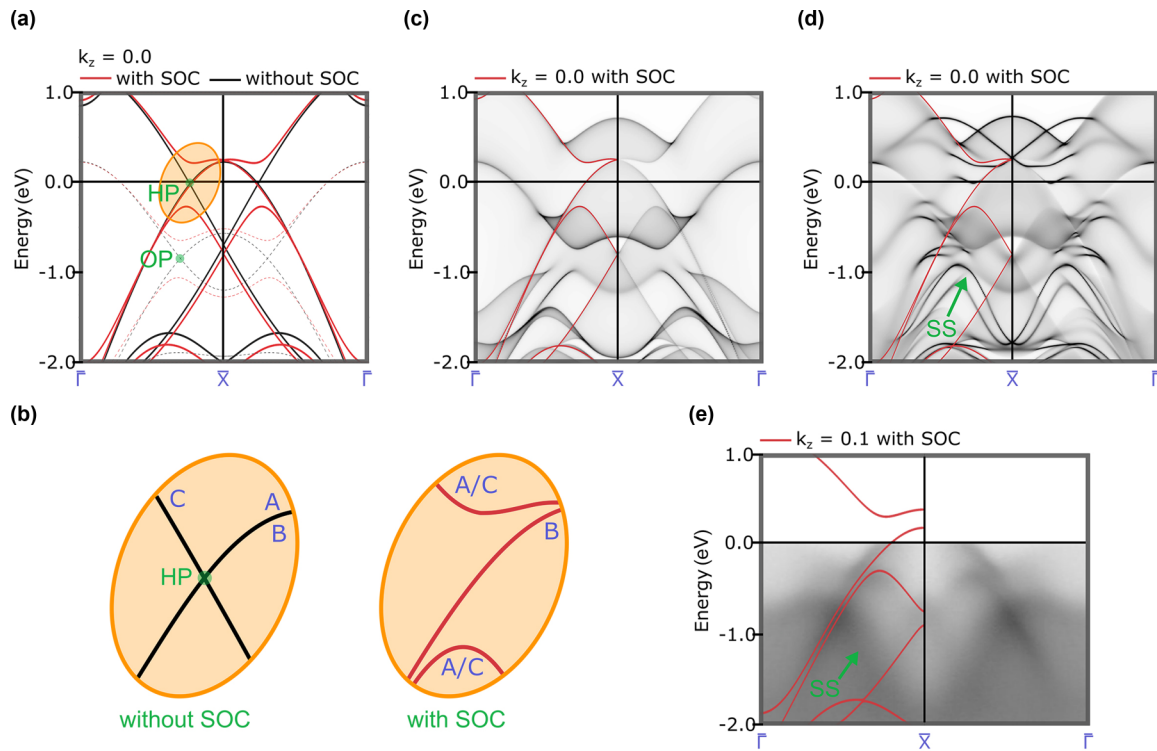 (a)
k_z = 0.0
with SOC without SOC
Energy (eV)
1.0
0.0
-1.0
-2.0
HP
OP
Γ̄ X̄ Γ̄
(c)
k_z = 0.0 with SOC
Energy (eV)
1.0
0.0
-1.0
-2.0
Γ̄ X̄ Γ̄
(d)
k_z = 0.0 with SOC
Energy (eV)
1.0
0.0
-1.0
-2.0
SS
Γ̄ X̄ Γ̄
(b)
C A
B
HP
without SOC
A/C
B
A/C
with SOC
(e)
k_z = 0.1 with SOC
Energy (eV)
1.0
0.0
-1.0
-2.0
SS
Γ̄ X̄ Γ̄